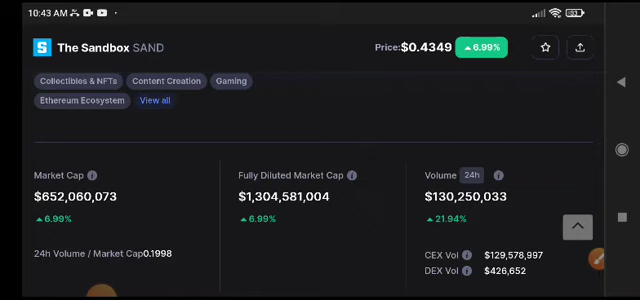 10:43 AM
The Sandbox SAND
Price:$0.4349 6.99%
Collectibles & NFTs Content Creation Gaming
Ethereum Ecosystem View all
Market Cap Fully Diluted Market Cap Volume 24h
$652,060,073 $1,304,581,004 $130,250,033
6.99% 6.99% 21.94%
24h Volume / Market Cap0.1998
CEX Vol $129,578,997
DEX Vol $426,652